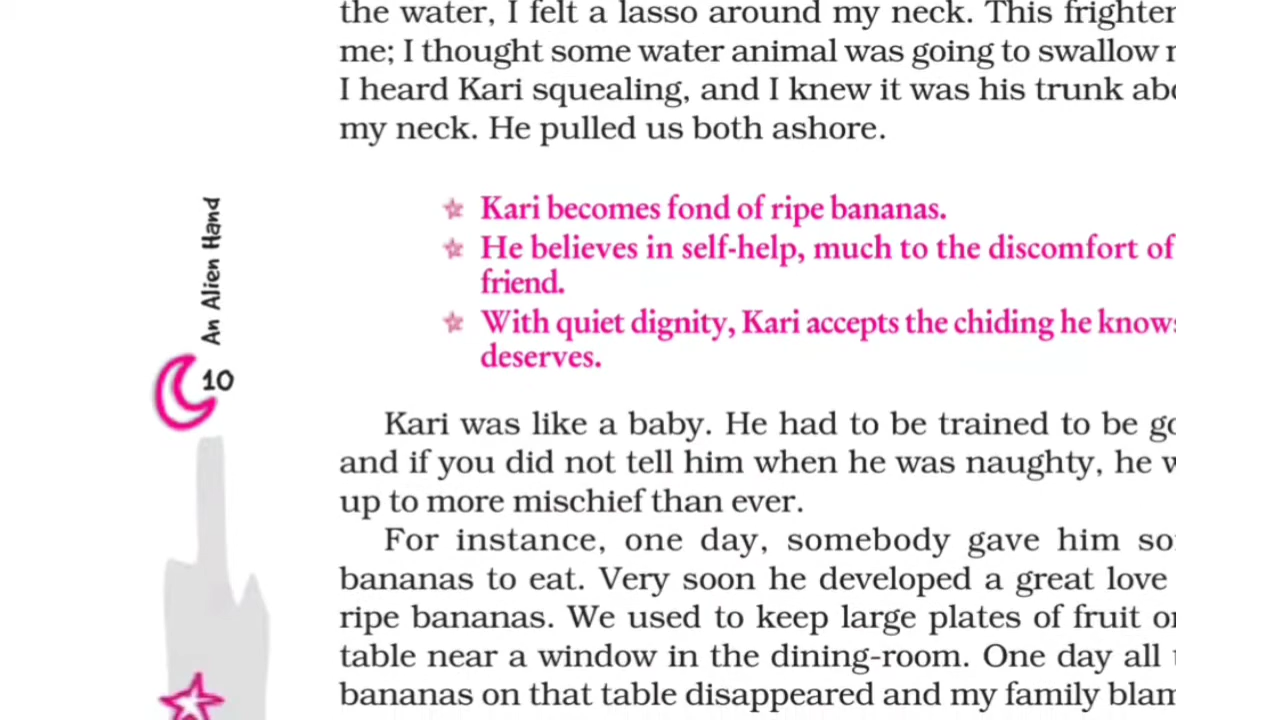 the water, I felt a lasso around my neck. This
me; I thought some water animal was going to swallow
I heard Kari squealing, and I knew it was his trunk
my neck. He pulled us both ashore.
Kari becomes fond of ripe bananas.
He believes in self-help, much to the discomfort of
friend.
With quiet dignity, Kari accepts the chiding he
deserves.
An Alien Hand
10
Kari was like a baby. He had to be trained to be
and if you did not tell him when he was naughty, he
up to more mischief than ever.
For instance, one day, somebody gave him
bananas to eat. Very soon he developed a great love
ripe bananas. We used to keep large plates of fruit
table near a window in the dining-room. One day all
bananas on that table disappeared and my family